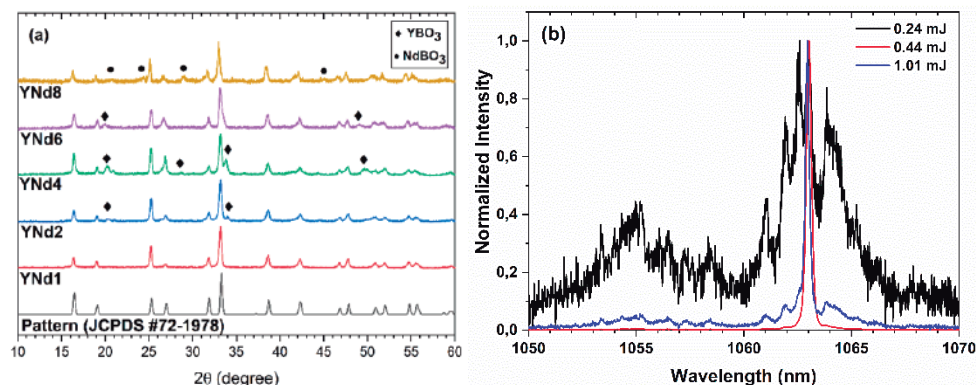 (a)
◆ YBO3
● NdBO3
YNd8
YNd6
YNd4
YNd2
YNd1
Pattern (JCPDS #72-1978)
10 15 20 25 30 35 40 45 50 55 60
2θ (degree)
(b)
0.24 mJ
0.44 mJ
1.01 mJ
Normalized Intensity
1,0
0,8
0,6
0,4
0,2
0,0
1050 1055 1060 1065 1070
Wavelength (nm)